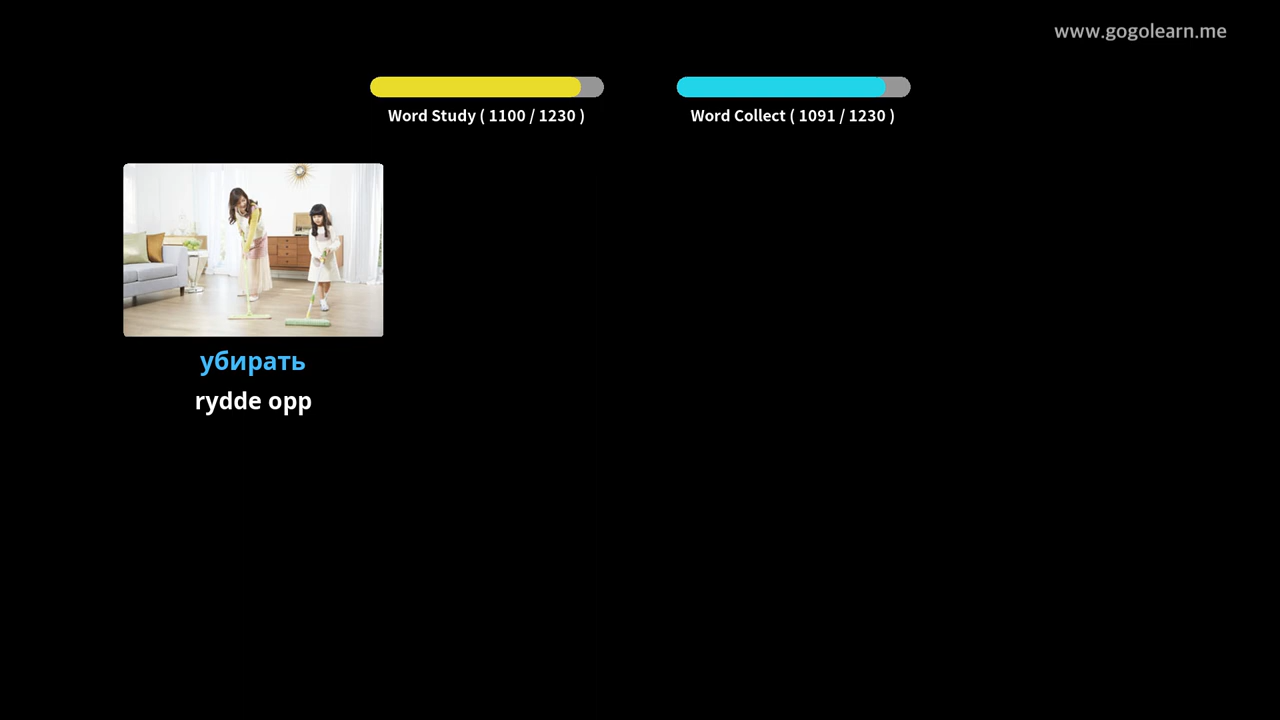 www.gogolearn.me
Word Study ( 1100 / 1230 )
Word Collect ( 1091 / 1230 )
убирать
rydde opp